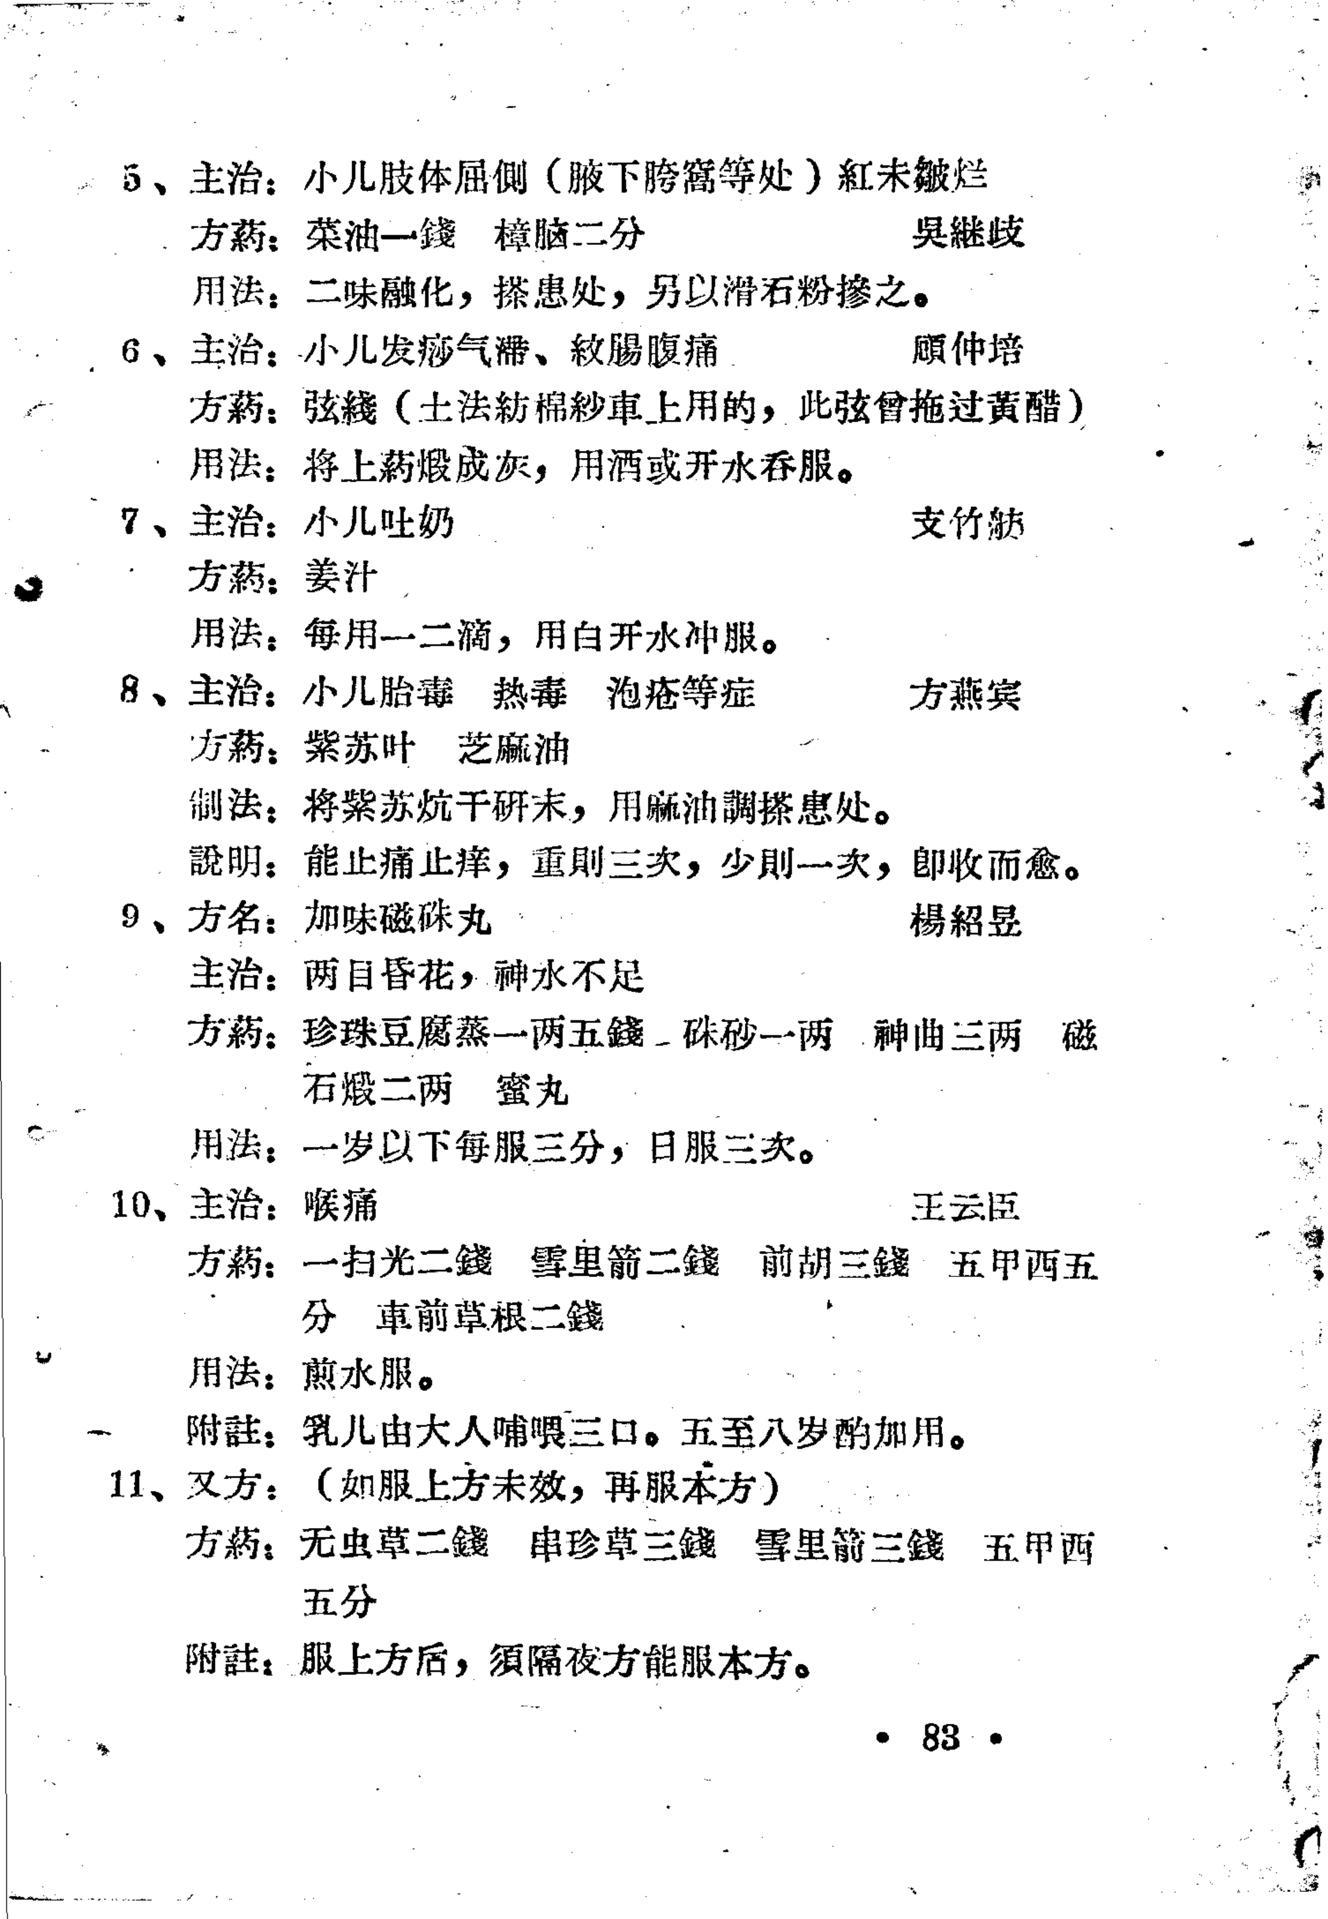 5、主治：小儿肢体屈側（腋下胯窩等处）紅未皺烂
方葯：菜油一錢　樟脑二分　吳継歧
用法：二味融化，搽患处，另以滑石粉摻之。
6、主治：小儿发痧气滯、紋腸腹痛　顧仲培
方葯：弦綫（土法紡棉紗車上用的，此弦曾拖过黃醋）
用法：将上葯煅成灰，用酒或开水吞服。
7、主治：小儿吐奶　支竹舫
方葯：姜汁
用法：每用一二滴，用白开水冲服。
8、主治：小儿胎毒　热毒　泡疮等症　方燕宾
方葯：紫苏叶　芝麻油
制法：将紫苏炕干研末，用麻油調搽患处。
說明：能止痛止痒，重則三次，少則一次，卽收而愈。
9、方名：加味磁硃丸　楊紹昱
主治：两目昏花，神水不足
方葯：珍珠豆腐蒸一两五錢　硃砂一两　神曲三两　磁
石煅二两　蜜丸
用法：一岁以下每服三分，日服三次。
10、主治：喉痛　王云臣
方葯：一扫光二錢　雪里箭二錢　前胡三錢　五甲西五
分　車前草根二錢
用法：煎水服。
附註：乳儿由大人哺喂三口。五至八岁酌加用。
11、又方：（如服上方未效，再服本方）
方葯：无虫草二錢　串珍草三錢　雪里箭三錢　五甲西
五分
附註：服上方后，須隔夜方能服本方。
• 83 •